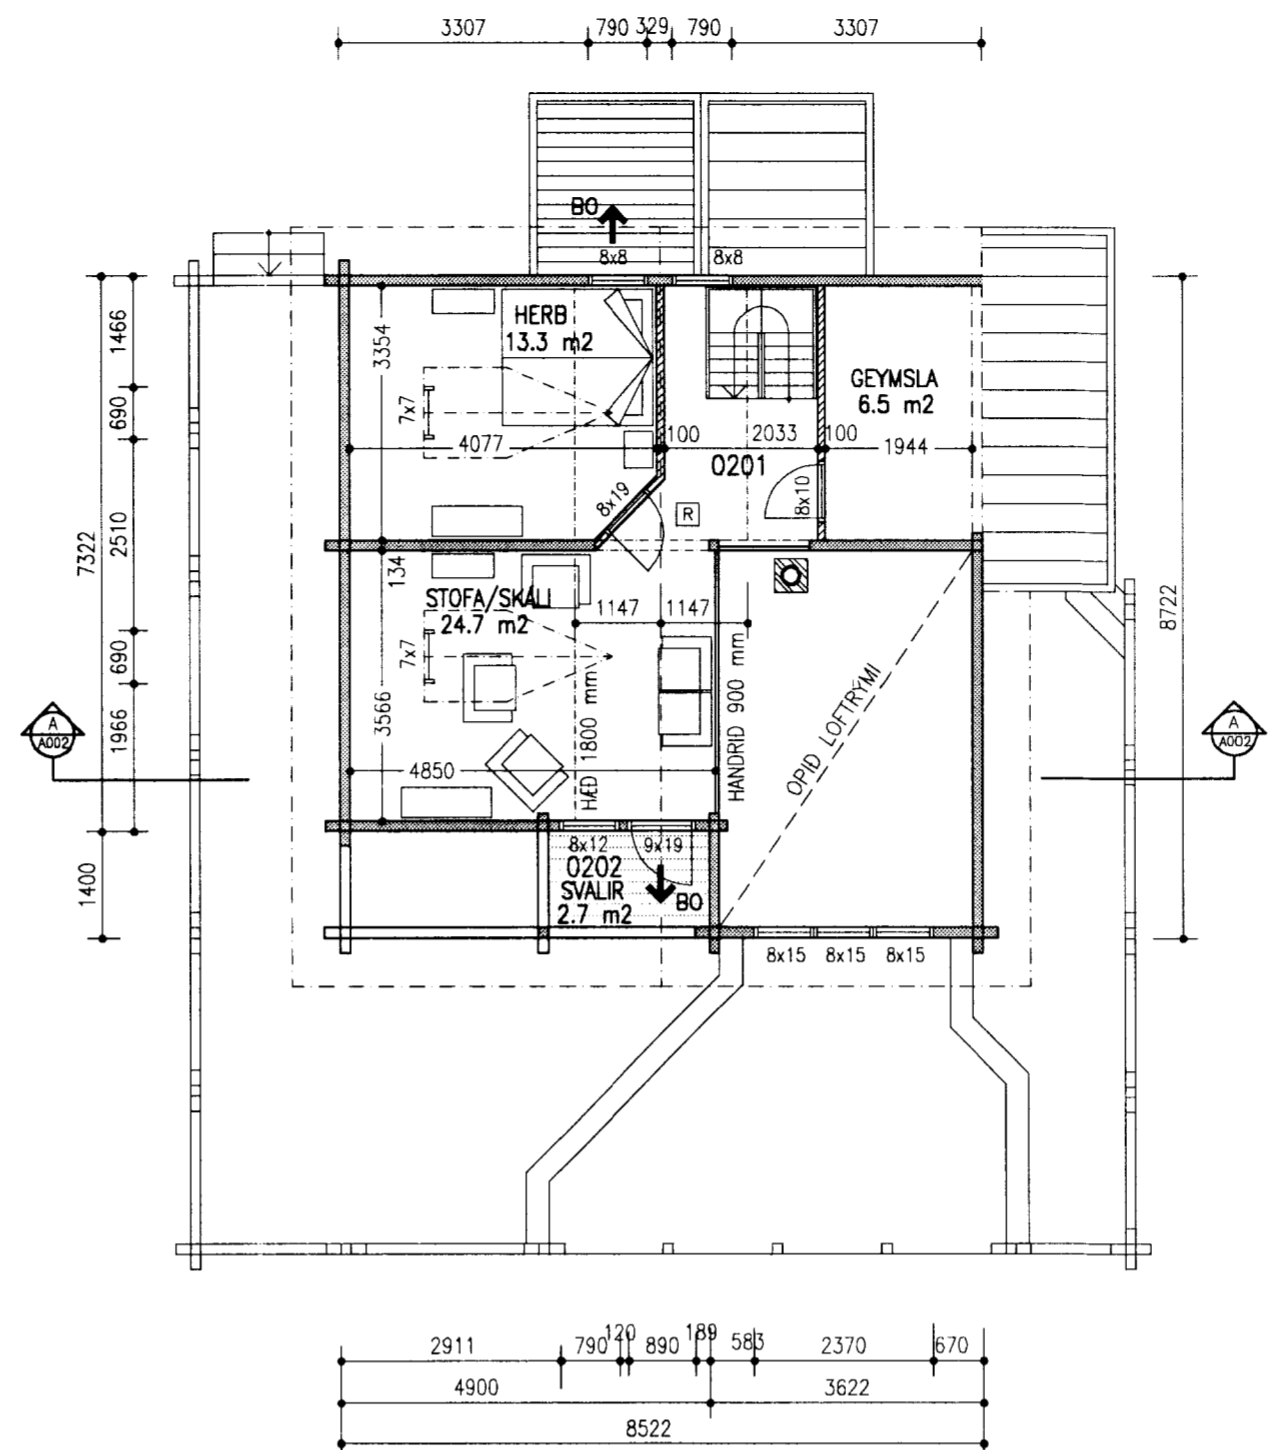 3307 790 329 790 3307
BO
8x8 8x8
HERB
13.3 m2
GEYMSLA
6.5 m2
7x7
3354
4077 100 2033 100 1944
0201
8x19
8x10
R
134
STOFA/SKÁLI
24.7 m2
1147 1147
7x7
3566
4850
HÆÐ 1800 mm
HANDRIÐ 900 mm
OPIÐ LOFTRÝMI
8x12 9x19
0202
SVALIR
2.7 m2
BO
8x15 8x15 8x15
1466
690
2510
690
1966
7322
1400
8722
A
A002
A
A002
2911 790 120 890 189 583 2370 670
4900 3622
8522